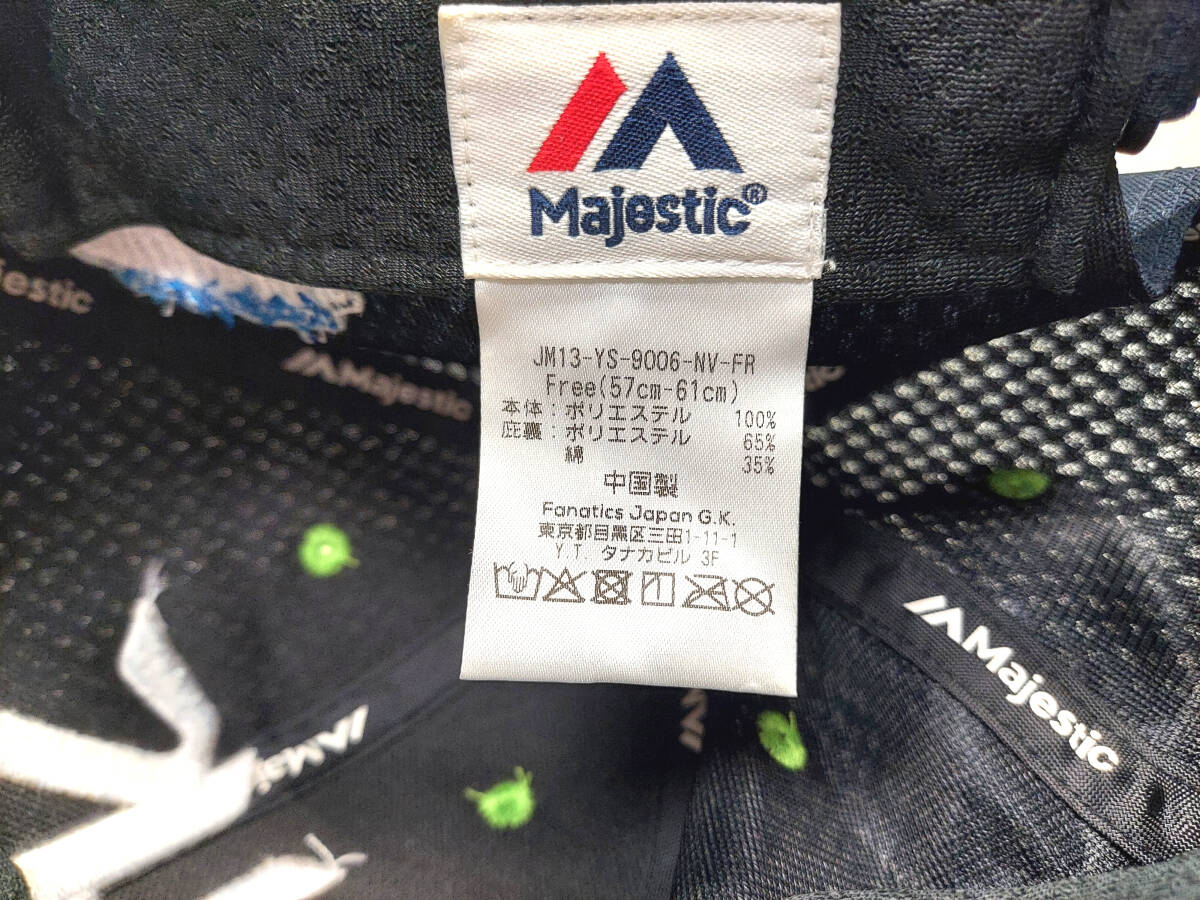 Majestic®
JM13-YS-9006-NV-FR
Free(57cm-61cm)
本体：ポリエステル 100%
庇裏：ポリエステル 65%
綿 35%
中国製
Fanatics Japan G.K.
東京都目黒区三田1-11-1
Y.T. タナカビル 3F
jestic
Majestic
Majestic